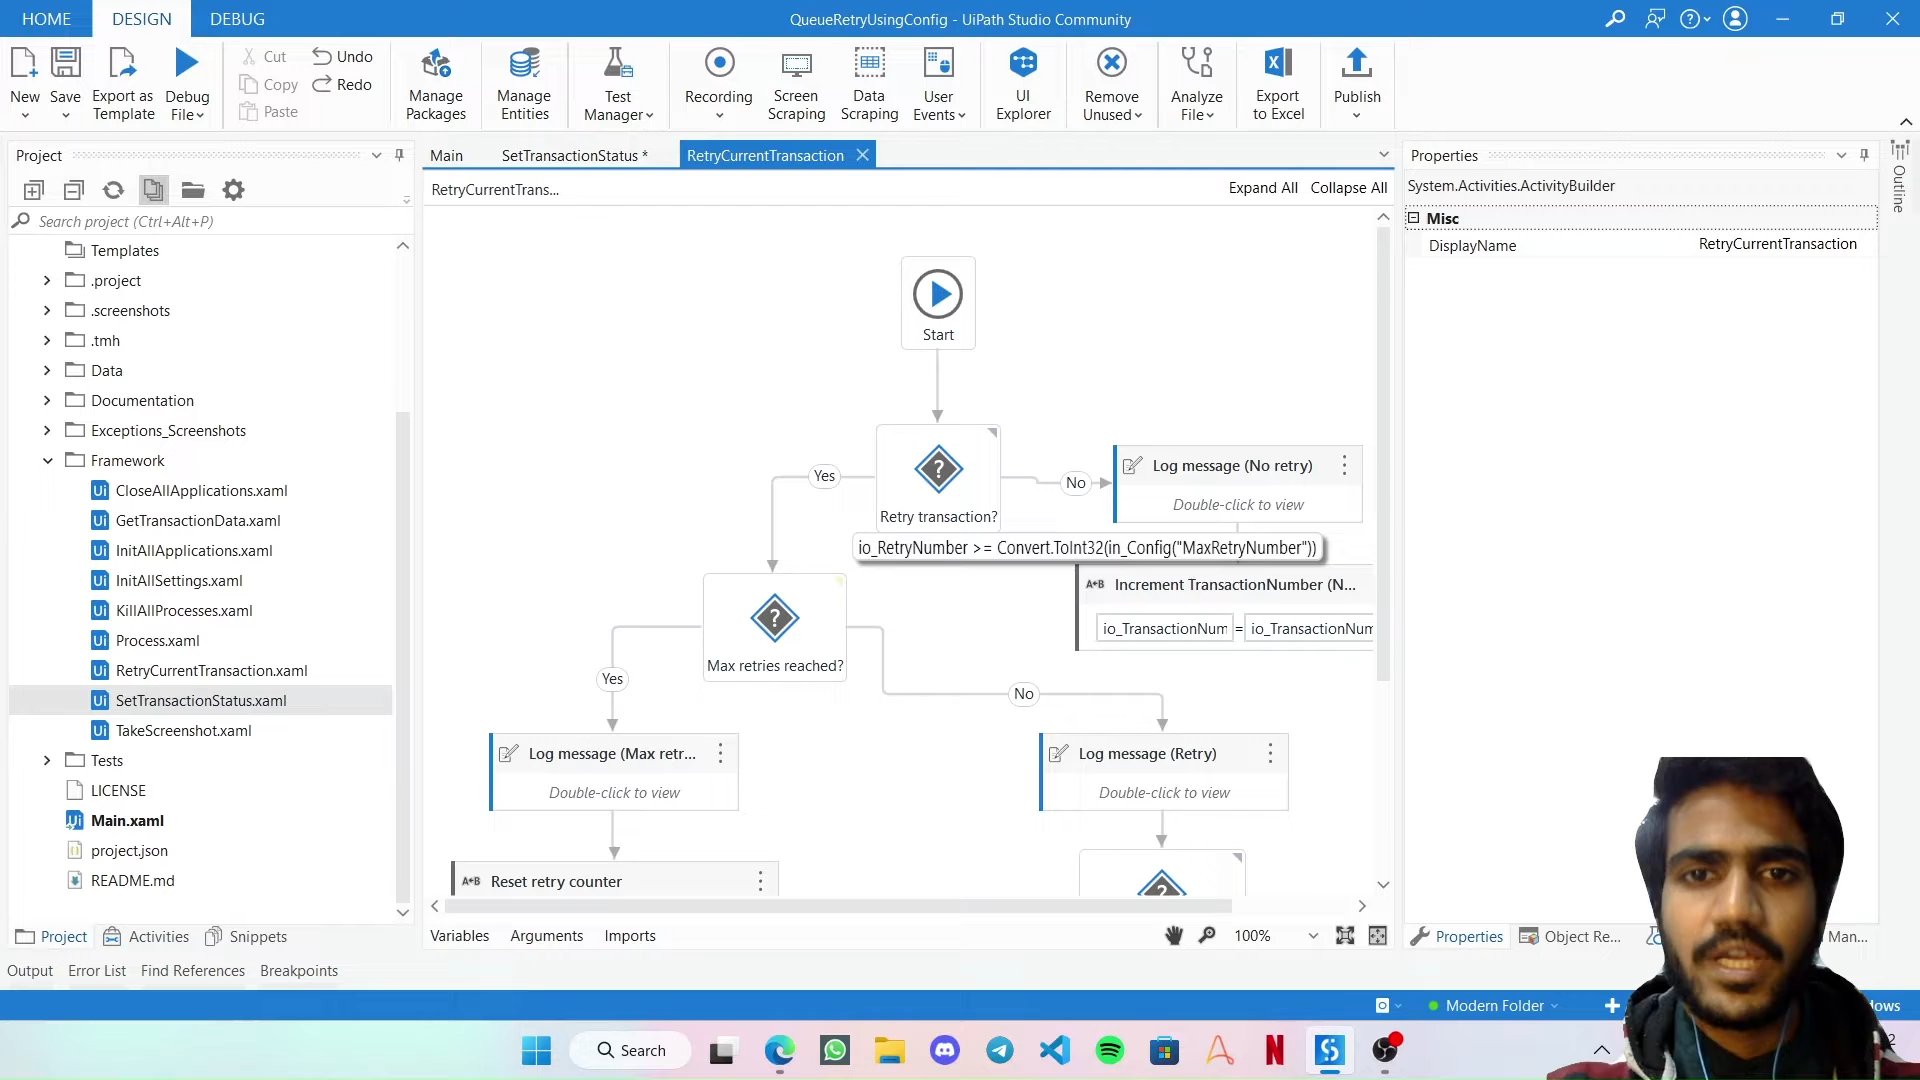 HOME DESIGN DEBUG
QueueRetryUsingConfig - UiPath Studio Community
New
Save
Export as
Template
Debug
File
Cut
Copy
Paste
Undo
Redo
Manage
Packages
Manage
Entities
Test
Manager
Recording
Screen
Scraping
Data
Scraping
User
Events
UI
Explorer
Remove
Unused
Analyze
File
Export
to Excel
Publish
Project
Search project (Ctrl+Alt+P)
Templates
.project
.screenshots
.tmh
Data
Documentation
Exceptions_Screenshots
Framework
CloseAllApplications.xaml
GetTransactionData.xaml
InitAllApplications.xaml
InitAllSettings.xaml
KillAllProcesses.xaml
Process.xaml
RetryCurrentTransaction.xaml
SetTransactionStatus.xaml
TakeScreenshot.xaml
Tests
LICENSE
Main.xaml
project.json
README.md
Project Activities Snippets
Main SetTransactionStatus * RetryCurrentTransaction
RetryCurrentTrans... Expand All Collapse All
Start
Retry transaction?
Yes
No
Log message (No retry)
Double-click to view
io_RetryNumber >= Convert.ToInt32(in_Config("MaxRetryNumber"))
A+B Increment TransactionNumber (N...
io_TransactionNum = io_TransactionNum
Max retries reached?
Yes
No
Log message (Max retr...
Double-click to view
Log message (Retry)
Double-click to view
A+B Reset retry counter
Variables Arguments Imports
100%
Properties
System.Activities.ActivityBuilder
Misc
DisplayName RetryCurrentTransaction
Outline
Properties Object Re... Man...
Output Error List Find References Breakpoints
Modern Folder
Search